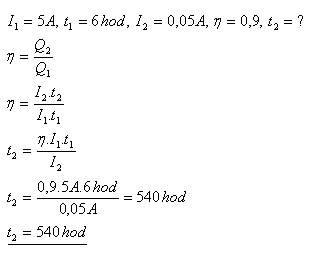 I₁ = 5A, t₁ = 6 hod, I₂ = 0,05A, η = 0,9, t₂ = ?
η = Q₂/Q₁
η = I₂.t₂/I₁.t₁
t₂ = η.I₁.t₁/I₂
t₂ = 0,9.5A.6 hod/0,05A = 540 hod
t₂ = 540 hod